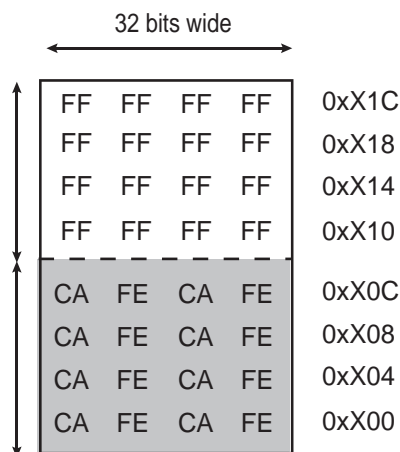 32 bits wide
FF FF FF FF 0xX1C
FF FF FF FF 0xX18
FF FF FF FF 0xX14
FF FF FF FF 0xX10
CA FE CA FE 0xX0C
CA FE CA FE 0xX08
CA FE CA FE 0xX04
CA FE CA FE 0xX00